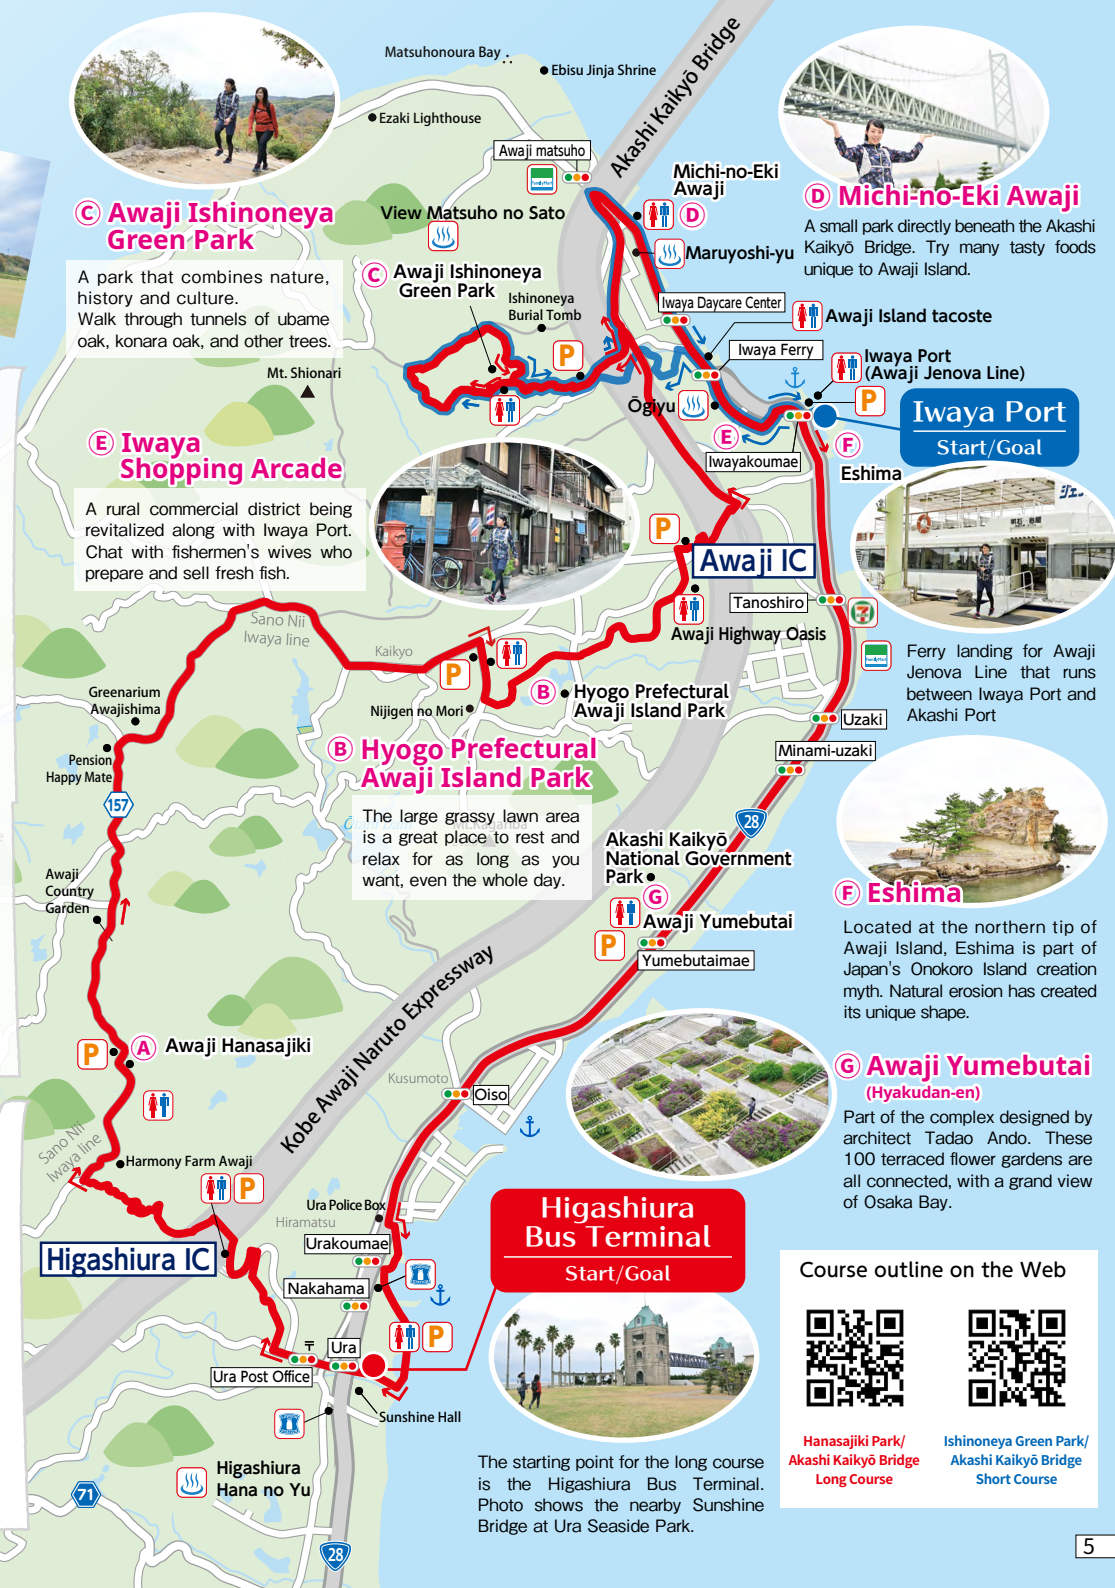 Matsuhonoura Bay
Ebisu Jinja Shrine
Ezaki Lighthouse
Akashi Kaikyō Bridge
Awaji matsuho
FamilyMart
Michi-no-Eki
Awaji
D
View Matsuho no Sato
Maruyoshi-yu
C Awaji Ishinoneya
Green Park
A park that combines nature,
history and culture.
Walk through tunnels of ubame
oak, konara oak, and other trees.
D Michi-no-Eki Awaji
A small park directly beneath the Akashi
Kaikyō Bridge. Try many tasty foods
unique to Awaji Island.
C Awaji Ishinoneya
Green Park
Ishinoneya
Burial Tomb
Iwaya Daycare Center
Awaji Island tacoste
Iwaya Ferry
Iwaya Port
(Awaji Jenova Line)
P
P
Mt. Shionari
Ōgiyu
E
Iwayakoumae
F
Eshima
Iwaya Port
Start/Goal
E Iwaya
Shopping Arcade
A rural commercial district being
revitalized along with Iwaya Port.
Chat with fishermen's wives who
prepare and sell fresh fish.
P
Awaji IC
Tanoshiro
Awaji Highway Oasis
FamilyMart
Ferry landing for Awaji
Jenova Line that runs
between Iwaya Port and
Akashi Port
Sano Nii
Iwaya line
Kaikyo
P
B
Hyogo Prefectural
Awaji Island Park
Nijigen no Mori
Uzaki
Minami-uzaki
Greenarium
Awajishima
Pension
Happy Mate
157
B Hyogo Prefectural
Awaji Island Park
The large grassy lawn area
is a great place to rest and
relax for as long as you
want, even the whole day.
28
Akashi Kaikyō
National Government
Park
G
Awaji Yumebutai
P
Yumebutaimae
Awaji
Country
Garden
F Eshima
Located at the northern tip of
Awaji Island, Eshima is part of
Japan's Onokoro Island creation
myth. Natural erosion has created
its unique shape.
Kobe Awaji Naruto Expressway
P
A
Awaji Hanasajiki
Kusumoto
Oiso
G Awaji Yumebutai
(Hyakudan-en)
Part of the complex designed by
architect Tadao Ando. These
100 terraced flower gardens are
all connected, with a grand view
of Osaka Bay.
Sano Nii
Iwaya line
Harmony Farm Awaji
P
Ura Police Box
Hiramatsu
Urakoumae
Higashiura IC
Nakahama
Higashiura
Bus Terminal
Start/Goal
P
〒
Ura
Ura Post Office
Sunshine Hall
Higashiura
Hana no Yu
71
28
The starting point for the long course
is the Higashiura Bus Terminal.
Photo shows the nearby Sunshine
Bridge at Ura Seaside Park.
Course outline on the Web
Hanasajiki Park/
Akashi Kaikyō Bridge
Long Course
Ishinoneya Green Park/
Akashi Kaikyō Bridge
Short Course
5